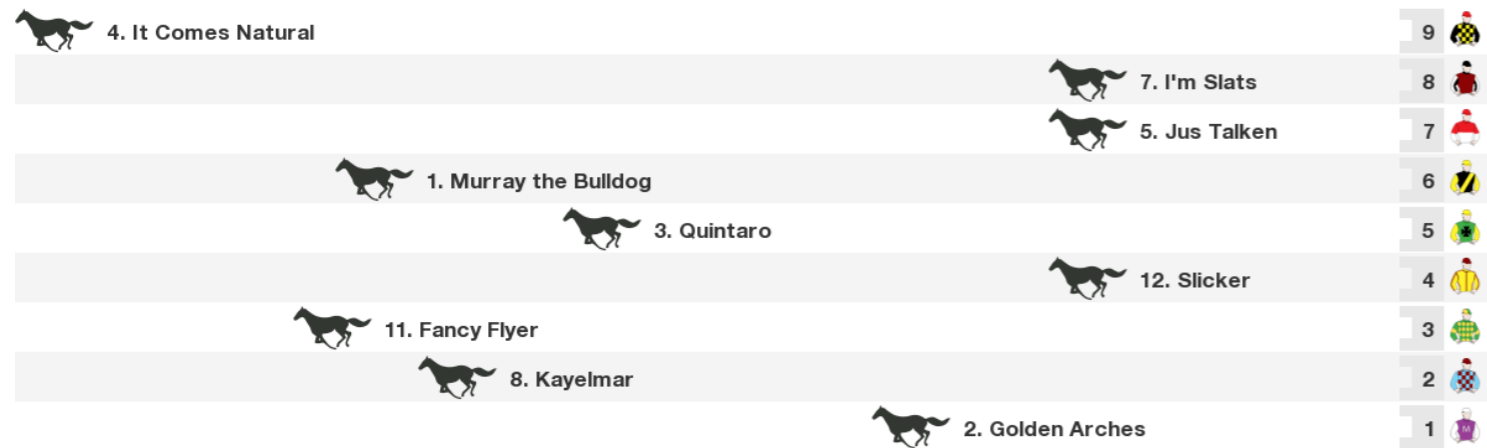 4. It Comes Natural 9
7. I'm Slats 8
5. Jus Talken 7
1. Murray the Bulldog 6
3. Quintaro 5
12. Slicker 4
11. Fancy Flyer 3
8. Kayelmar 2
2. Golden Arches 1 M